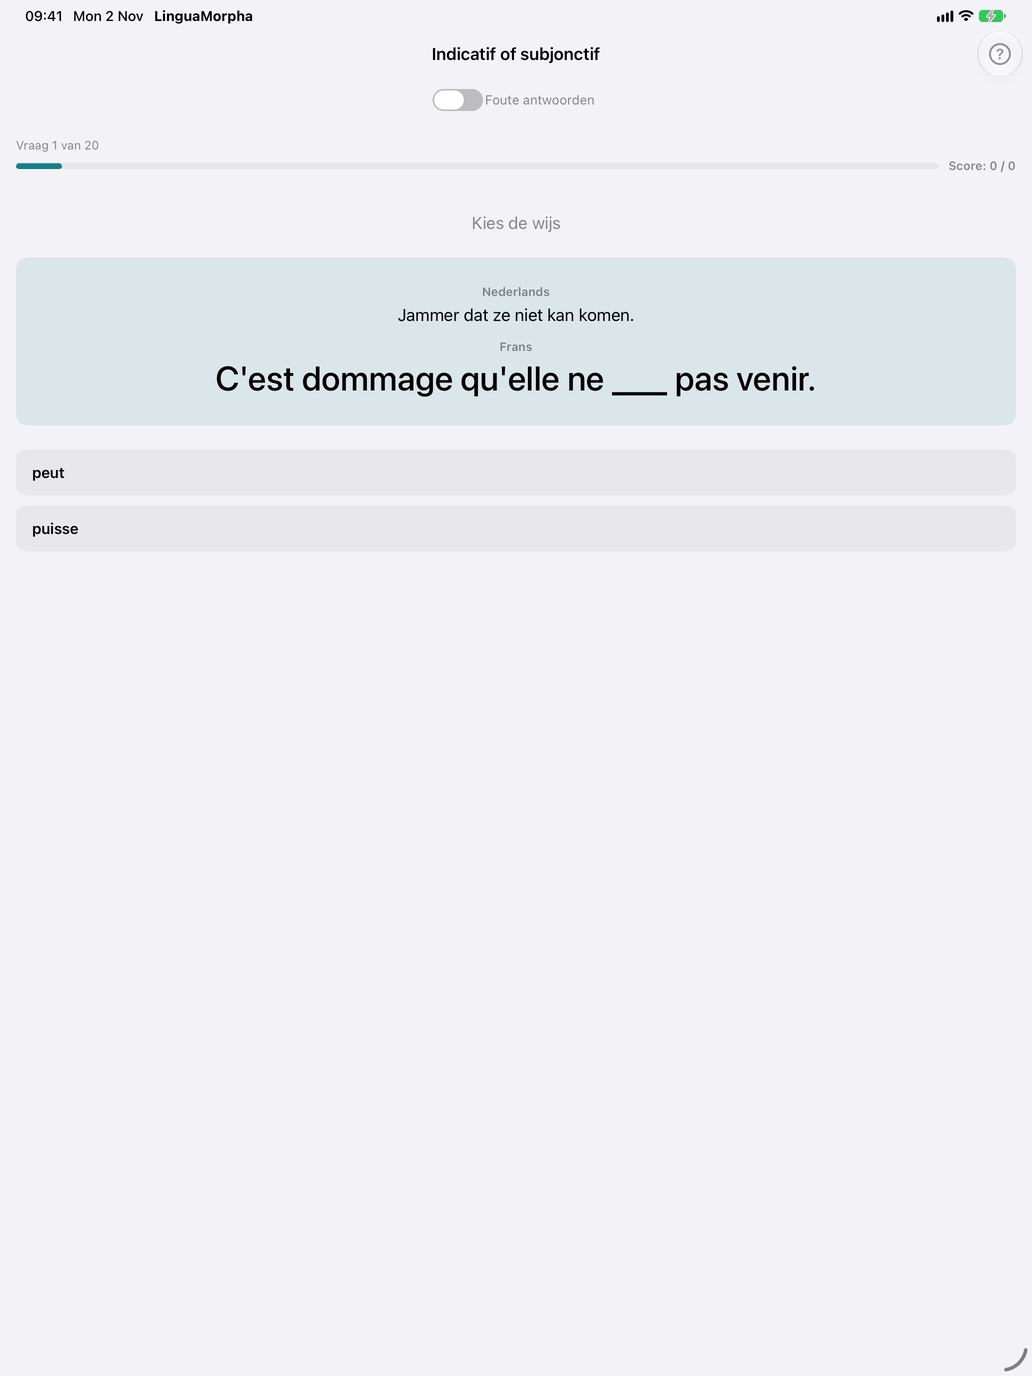 09:41 Mon 2 Nov LinguaMorpha
Indicatif of subjonctif
?
Foute antwoorden
Vraag 1 van 20
Score: 0 / 0
Kies de wijs
Nederlands
Jammer dat ze niet kan komen.
Frans
C'est dommage qu'elle ne ____ pas venir.
peut
puisse